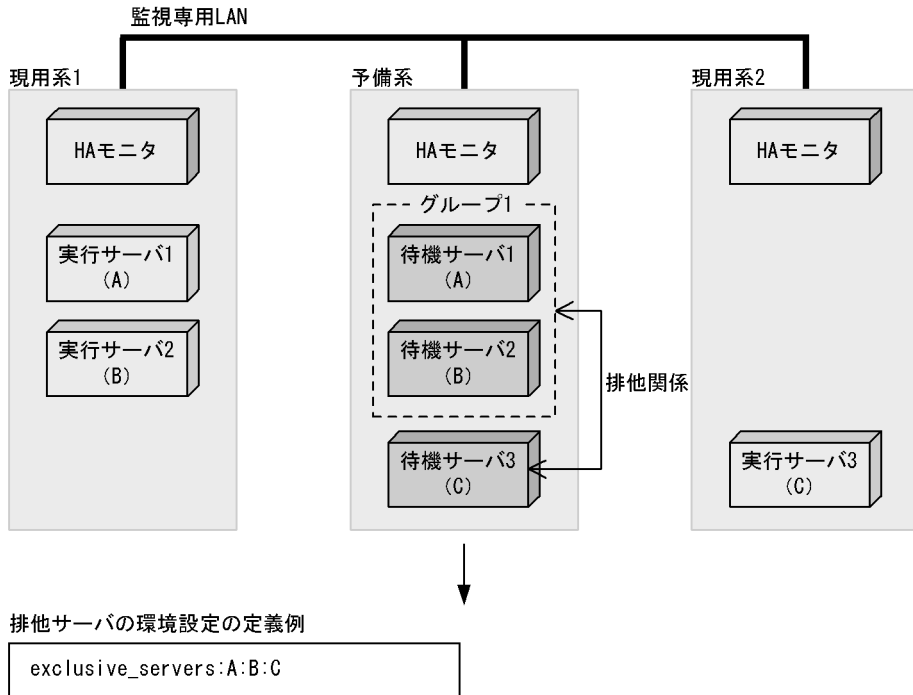 監視専用LAN
現用系1
予備系
現用系2
HAモニタ
HAモニタ
HAモニタ
グループ1
実行サーバ1
(A)
待機サーバ1
(A)
実行サーバ2
(B)
待機サーバ2
(B)
排他関係
待機サーバ3
(C)
実行サーバ3
(C)
排他サーバの環境設定の定義例
exclusive_servers:A:B:C